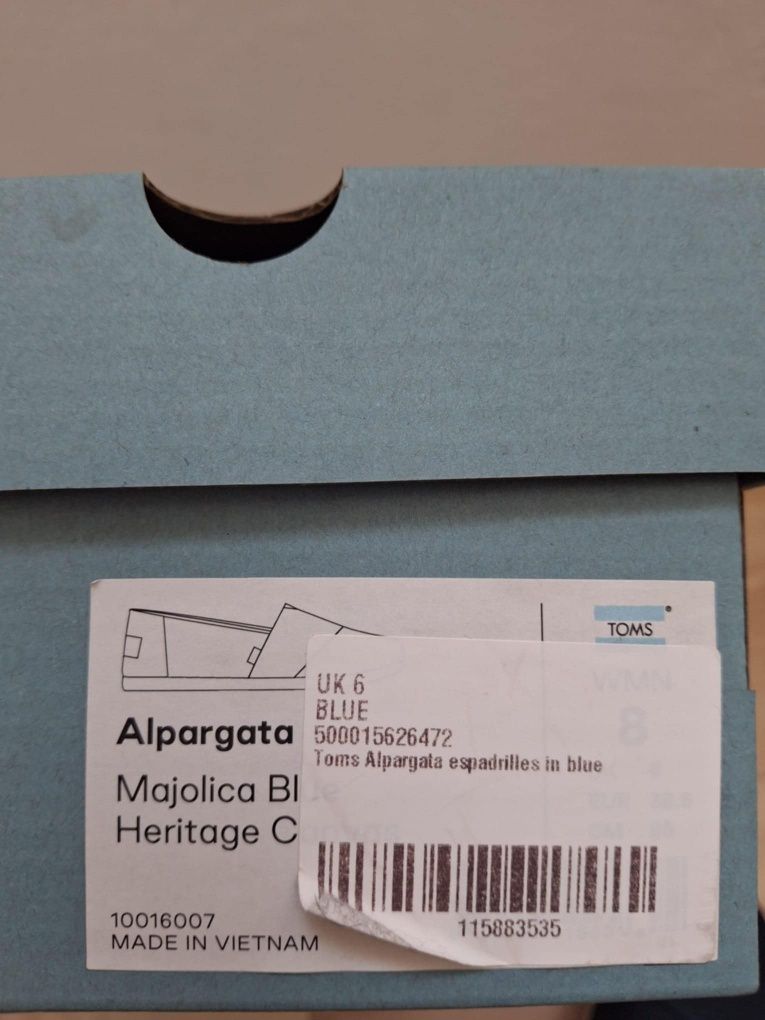 TOMS
WMN
8
UK 6
BLUE
500015626472
Toms Alpargata espadrilles in blue
115883535
Alpargata
Majolica Bl
Heritage C
10016007
MADE IN VIETNAM